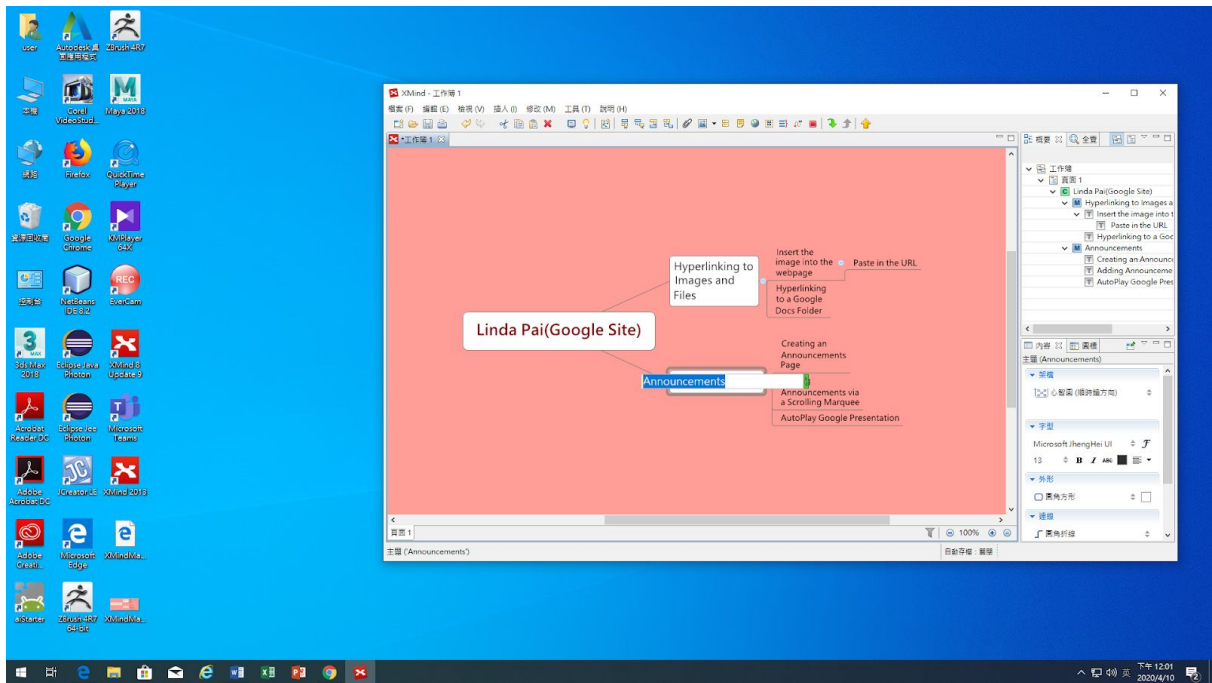 user
Autodesk 桌
面應用程式
ZBrush 4R7
本機
Corel
VideoStud...
Maya 2018
網路
Firefox
QuickTime
Player
資源回收筒
Google
Chrome
KMPlayer
64X
控制台
NetBeans
IDE 8.2
EverCam
3ds Max
2018
Eclipse Java
Photon
XMind 8
Update 9
Acrobat
Reader DC
Eclipse Jee
Photon
Microsoft
Teams
Adobe
Acrobat DC
JCreator LE
XMind 2018
Adobe
Creati...
Microsoft
Edge
XMindMa...
aiStarter
ZBrush 4R7
64-bit
XMindMa...
XMind - 工作簿 1
檔案 (F) 編輯 (E) 檢視 (V) 插入 (I) 修改 (M) 工具 (T) 說明 (H)
*工作簿 1
Linda Pai(Google Site)
Hyperlinking to
Images and
Files
Insert the
image into the
webpage
Paste in the URL
Hyperlinking
to a Google
Docs Folder
Announcements
Creating an
Announcements
Page
Announcements via
a Scrolling Marquee
AutoPlay Google Presentation
頁面 1
100%
主題 ('Announcements')
自動存檔 : 關閉
概要 全覽
工作簿
頁面 1
Linda Pai(Google Site)
Hyperlinking to Images a
Insert the image into t
Paste in the URL
Hyperlinking to a Goo
Announcements
Creating an Announce
Adding Announceme
AutoPlay Google Pres
內容 圖標
主題 (Announcements)
架構
心智圖 (順時鐘方向)
字型
Microsoft JhengHei UI
13 B I ABC
外形
圓角方形
連線
圓角折線
英
下午 12:01
2020/4/10